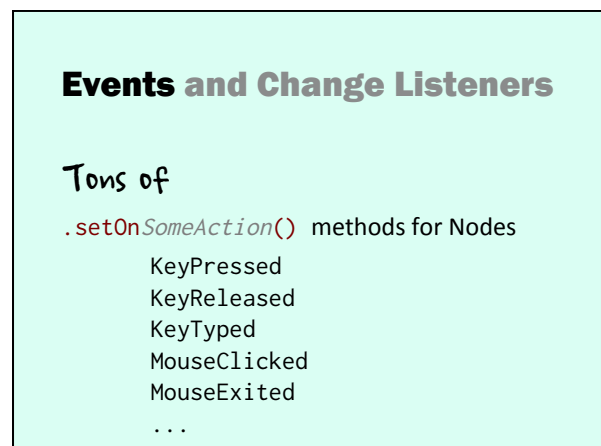 Events and Change Listeners
Tons of
.setOnSomeAction() methods for Nodes
KeyPressed
KeyReleased
KeyTyped
MouseClicked
MouseExited
...